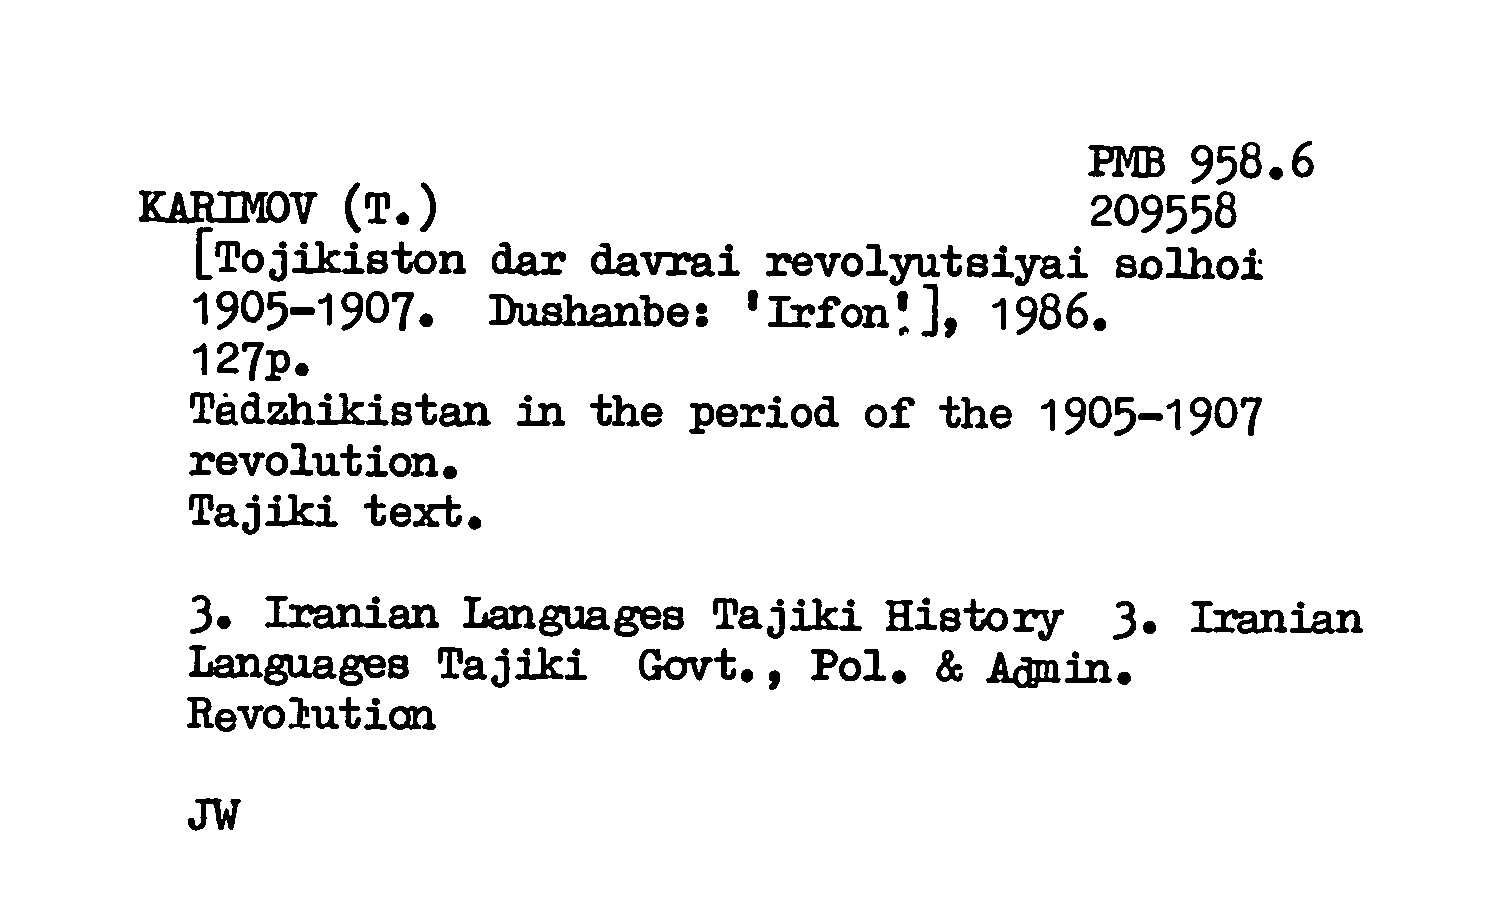 PMB 958.6
KARIMOV (T.) 209558
[Tojikiston dar davrai revolyutsiyai solhoi
1905-1907. Dushanbe: 'Irfon'], 1986.
127p.
Tadzhikistan in the period of the 1905-1907
revolution.
Tajiki text.
3. Iranian Languages Tajiki History 3. Iranian
Languages Tajiki Govt., Pol. & Admin.
Revolution
JW